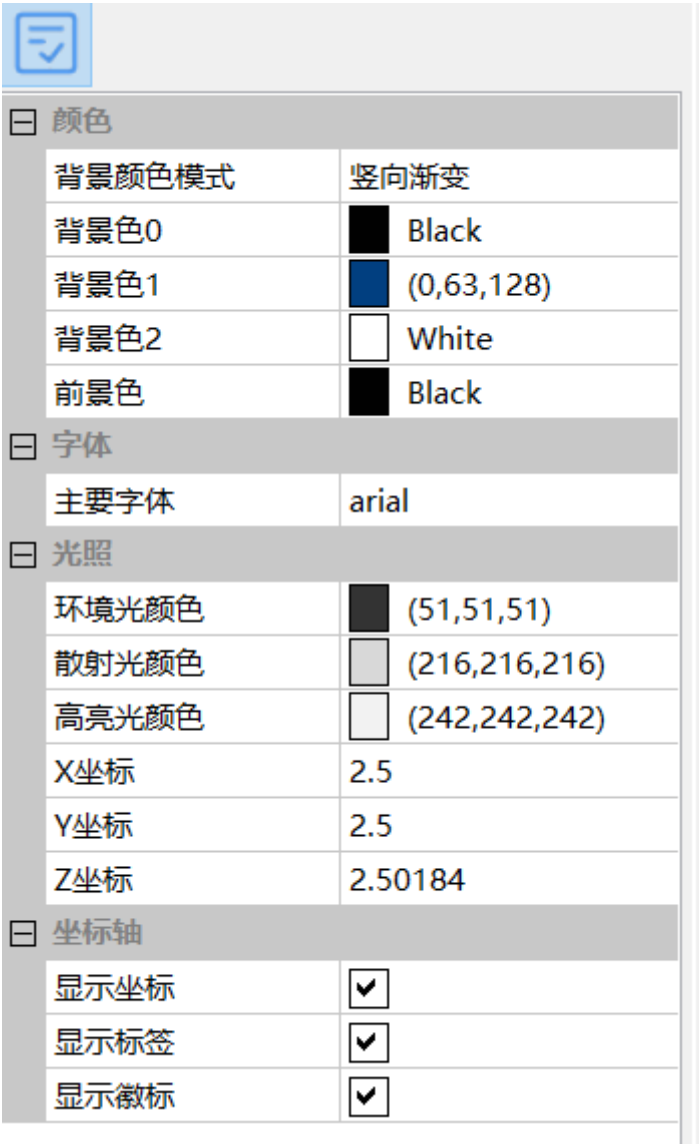 颜色
背景颜色模式 竖向渐变
背景色0 Black
背景色1 (0,63,128)
背景色2 White
前景色 Black
字体
主要字体 arial
光照
环境光颜色 (51,51,51)
散射光颜色 (216,216,216)
高亮光颜色 (242,242,242)
X坐标 2.5
Y坐标 2.5
Z坐标 2.50184
坐标轴
显示坐标
显示标签
显示徽标